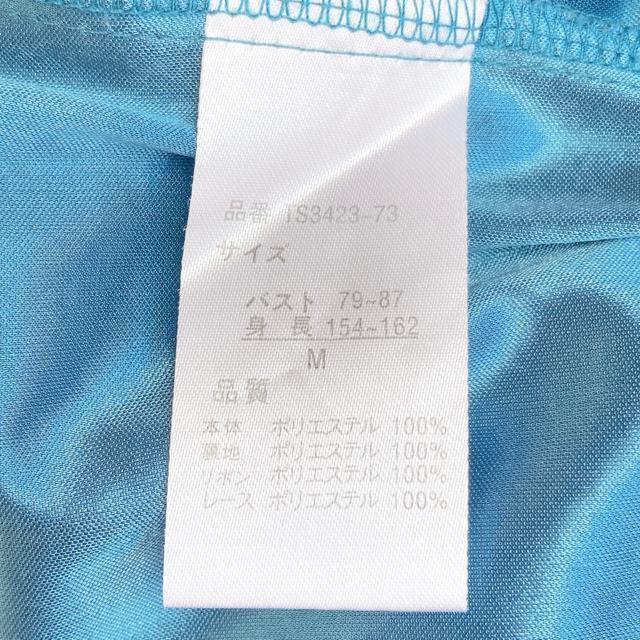 品番 TS3423-73
サイズ
バスト 79~87
身長 154~162
M
品質
本体 ポリエステル 100%
裏地 ポリエステル 100%
リボン ポリエステル 100%
レース ポリエステル 100%